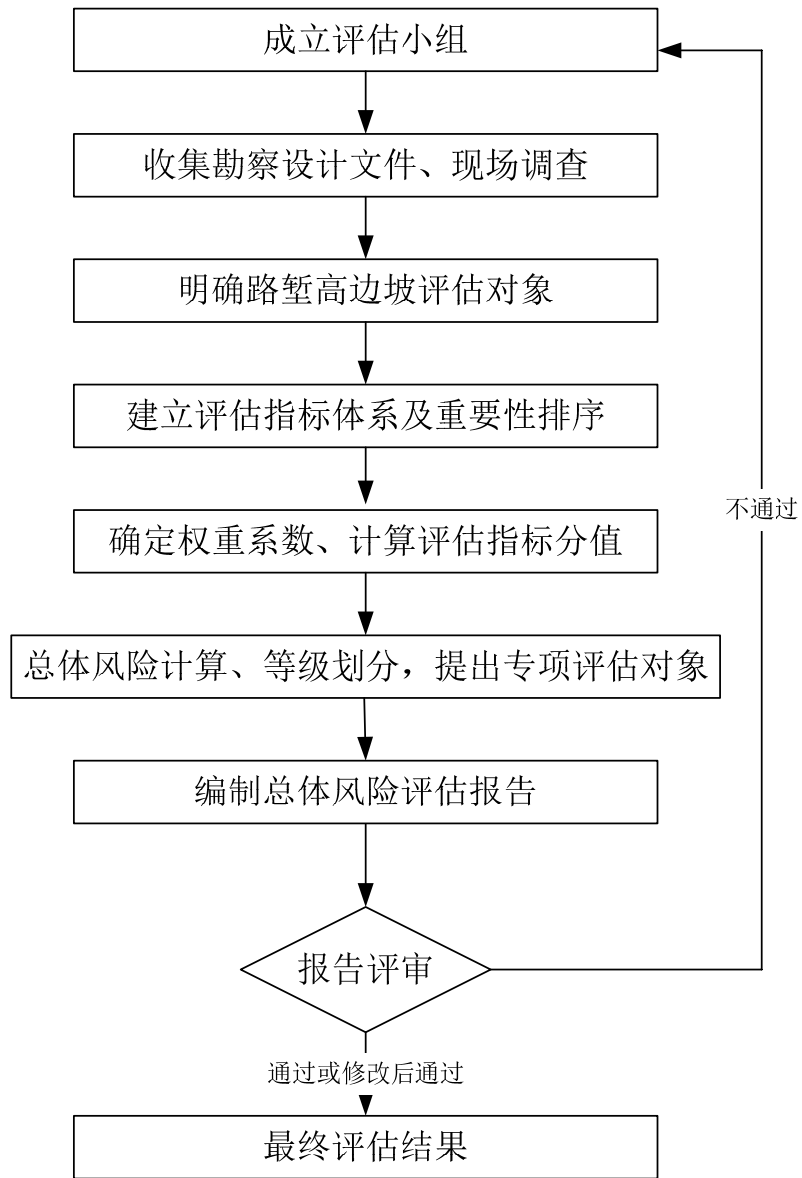 成立评估小组
收集勘察设计文件、现场调查
明确路堑高边坡评估对象
建立评估指标体系及重要性排序
不通过
确定权重系数、计算评估指标分值
总体风险计算、等级划分，提出专项评估对象
编制总体风险评估报告
报告评审
通过或修改后通过
最终评估结果